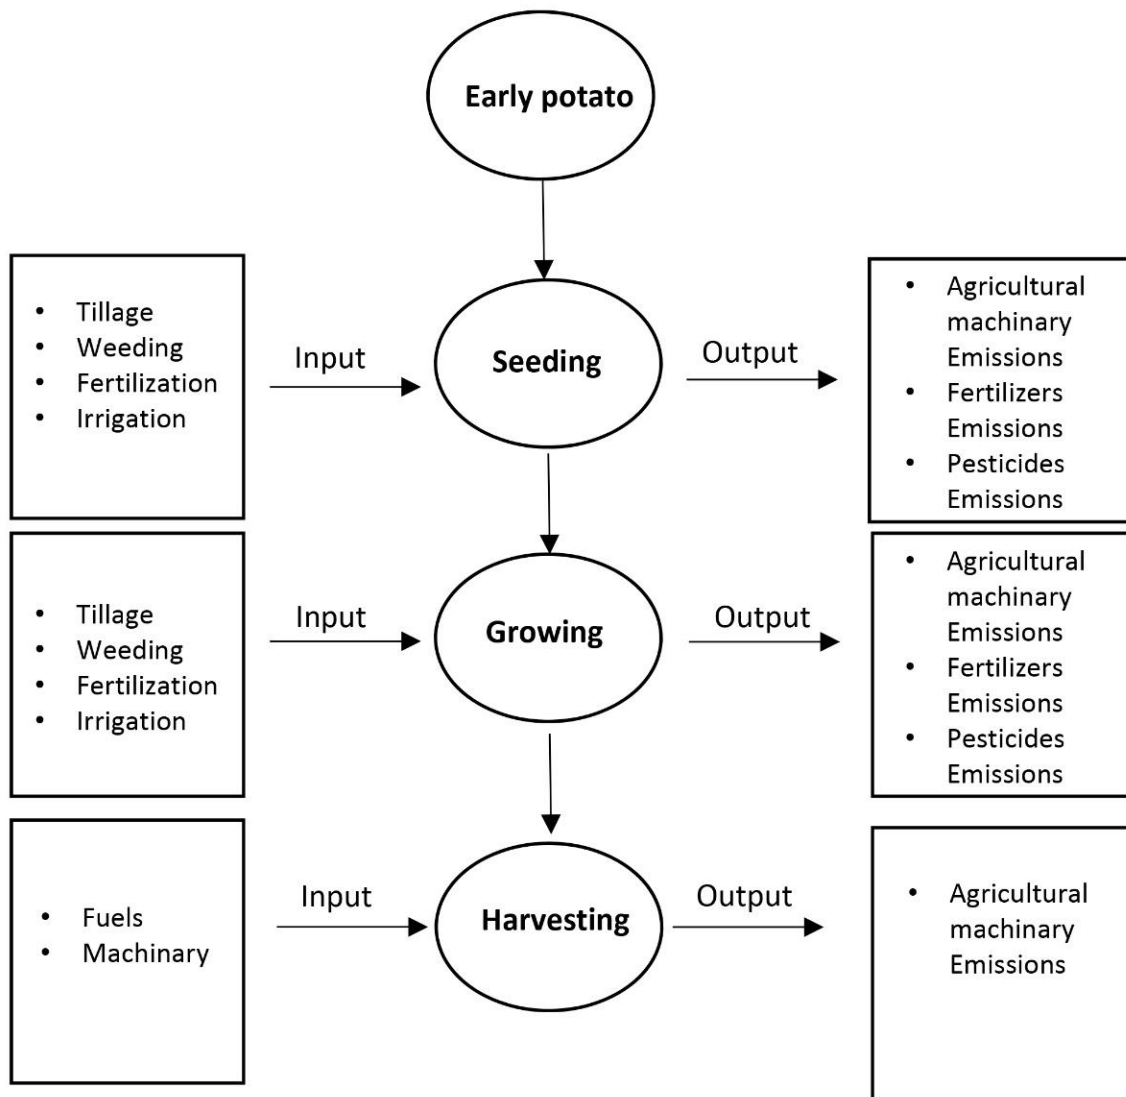 Early potato
• Tillage
• Weeding
• Fertilization
• Irrigation
Input
Seeding
Output
• Agricultural
machinary
Emissions
• Fertilizers
Emissions
• Pesticides
Emissions
• Tillage
• Weeding
• Fertilization
• Irrigation
Input
Growing
Output
• Agricultural
machinary
Emissions
• Fertilizers
Emissions
• Pesticides
Emissions
• Fuels
• Machinary
Input
Harvesting
Output
• Agricultural
machinary
Emissions